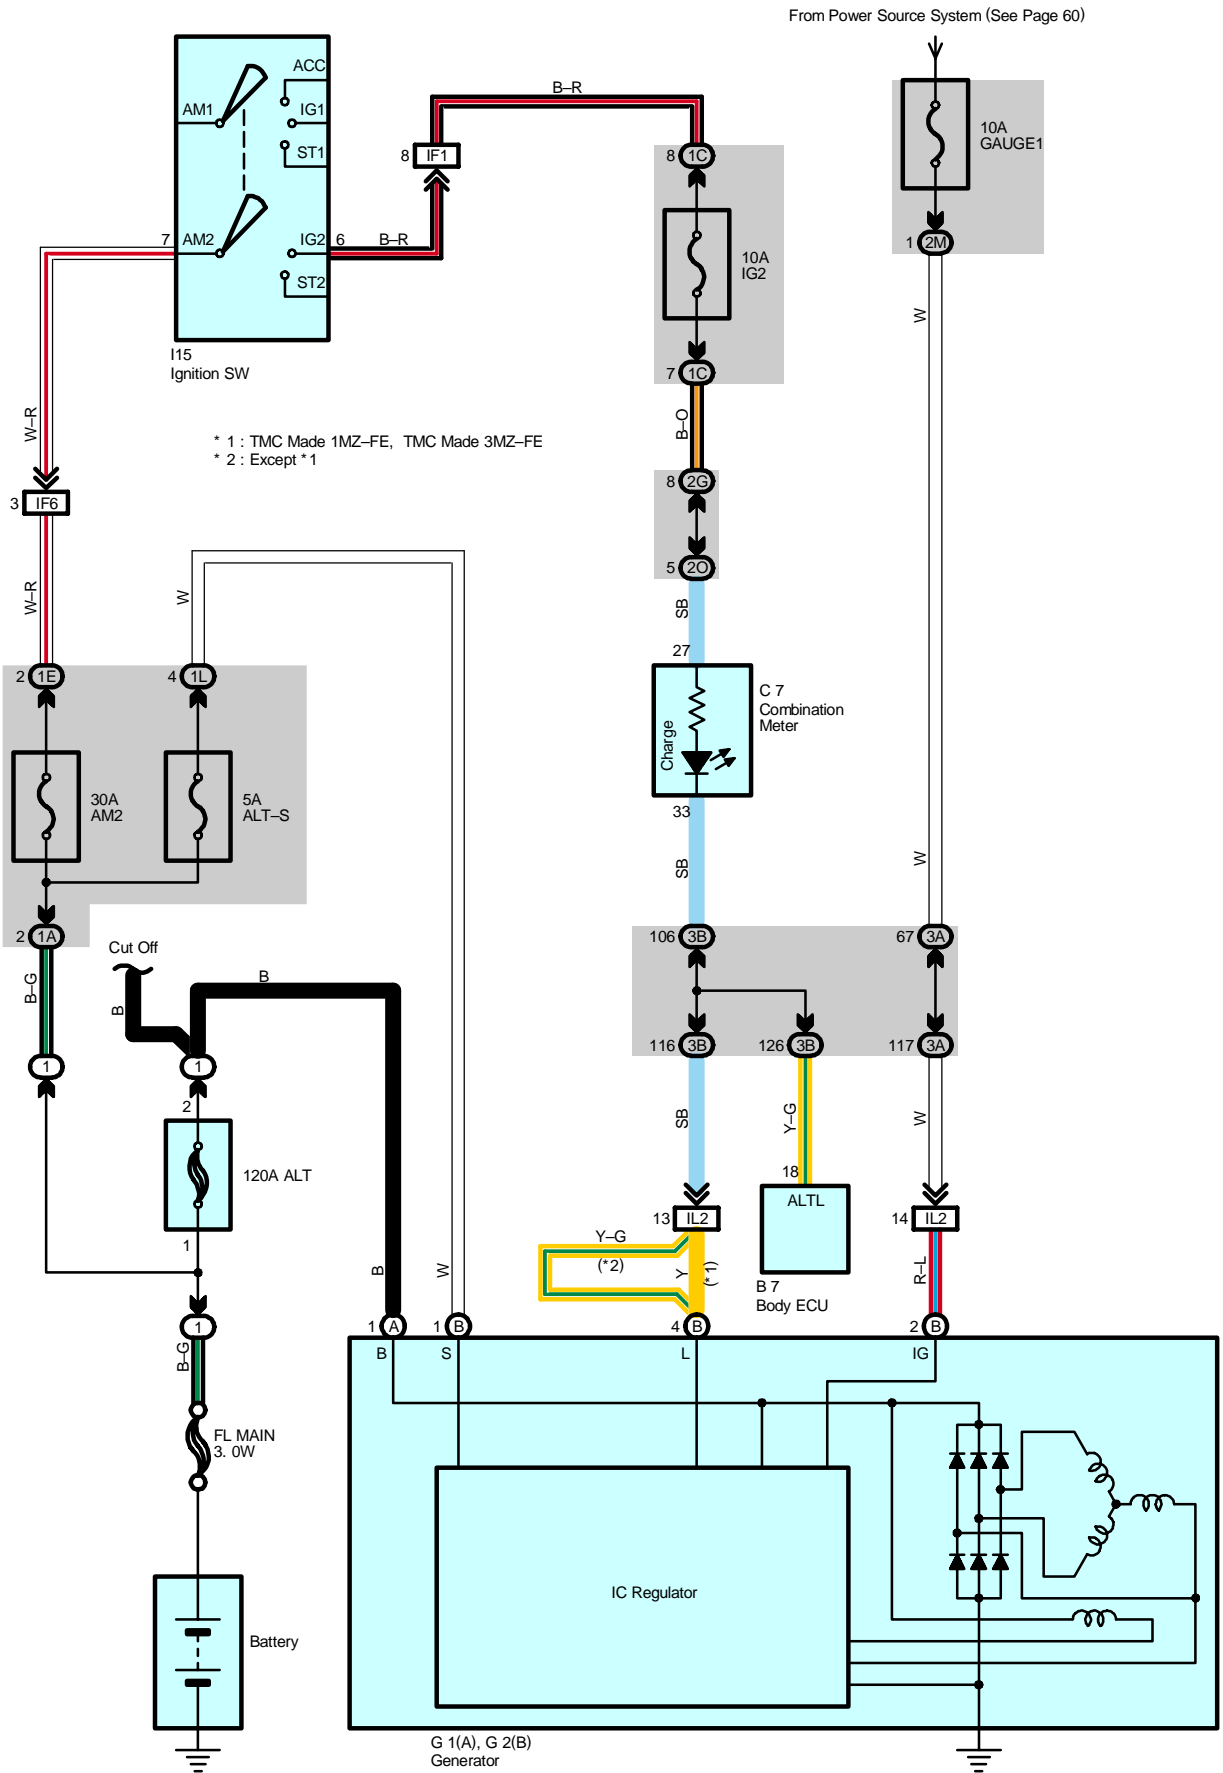 From Power Source System (See Page 60)
ACC
AM1
IG1
ST1
7
AM2
IG2
6
ST2
I15
Ignition SW
B–R
B–R
8
IF1
8
1C
10A
IG2
7
1C
10A
GAUGE1
1
2M
W
W–R
* 1 : TMC Made 1MZ–FE, TMC Made 3MZ–FE
* 2 : Except *1
B–O
3
IF6
8
2G
5
2O
W–R
W
SB
27
2
1E
4
1L
C 7
Combination
Meter
Charge
30A
AM2
5A
ALT–S
33
SB
W
2
1A
106
3B
67
3A
Cut Off
B–G
B
B
1
1
116
3B
126
3B
117
3A
2
120A ALT
1
SB
Y–G
W
18
ALTL
B 7
Body ECU
13
IL2
14
IL2
Y–G
(*2)
Y
(*1)
R–L
B
W
1
B–G
1
A
1
B
4
B
2
B
B
S
L
IG
FL MAIN
3. 0W
IC Regulator
Battery
G 1(A), G 2(B)
Generator